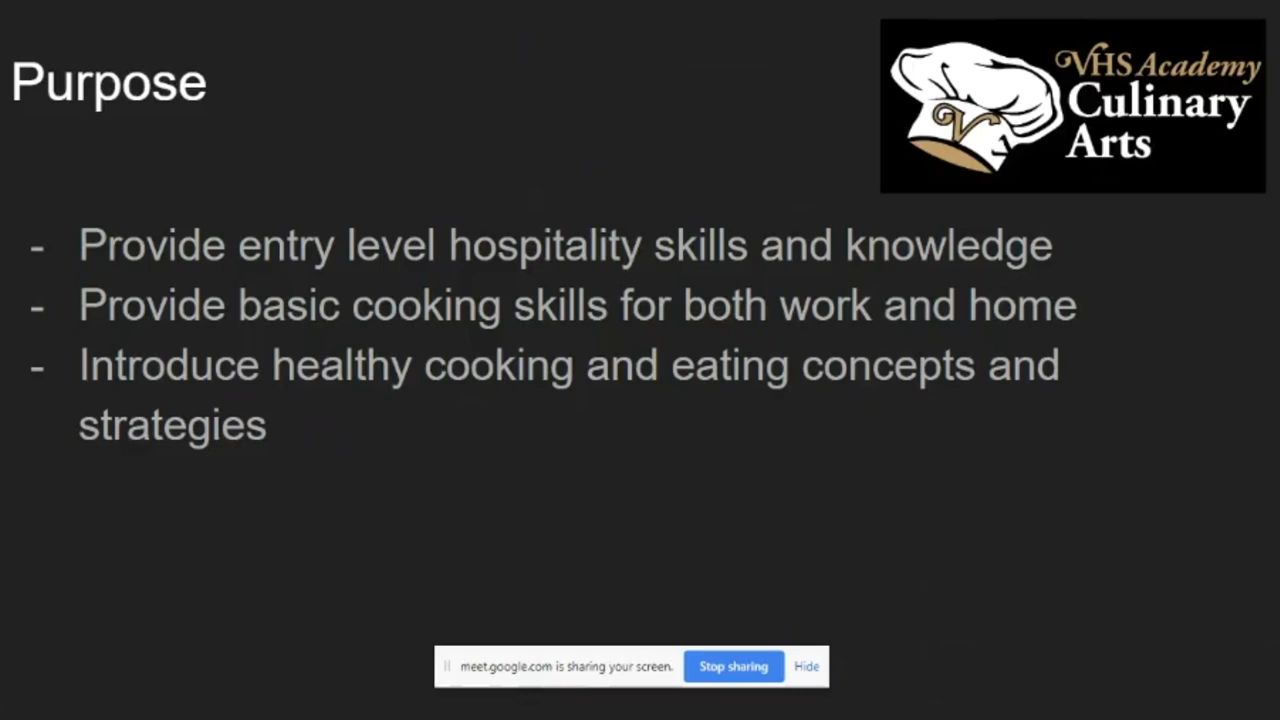 Purpose
VHS Academy
Culinary
Arts
V
- Provide entry level hospitality skills and knowledge
- Provide basic cooking skills for both work and home
- Introduce healthy cooking and eating concepts and
strategies
meet.google.com is sharing your screen. Stop sharing Hide